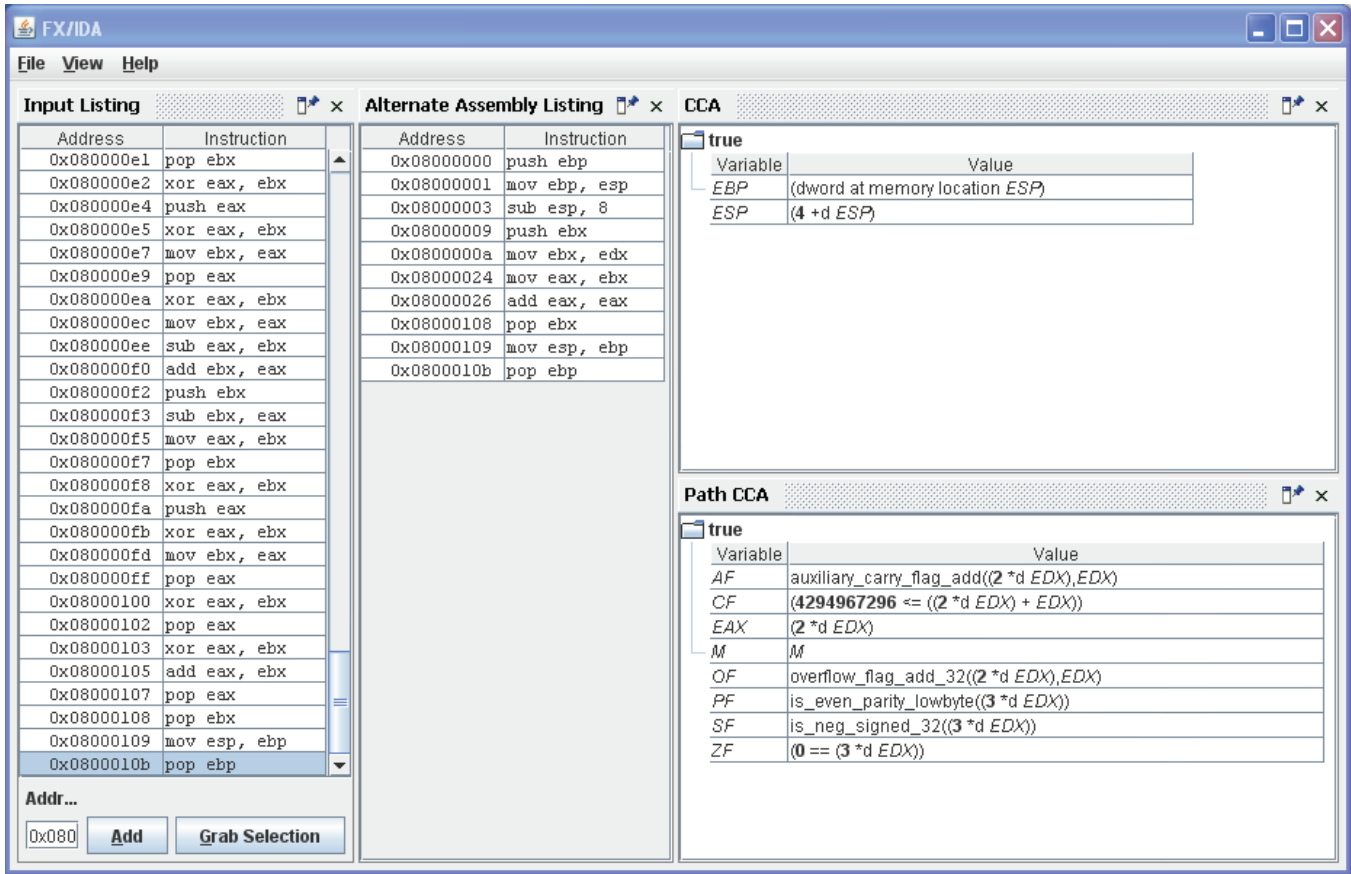 FX/IDA
File View Help
Input Listing
Address Instruction
0x080000e1 pop ebx
0x080000e2 xor eax, ebx
0x080000e4 push eax
0x080000e5 xor eax, ebx
0x080000e7 mov ebx, eax
0x080000e9 pop eax
0x080000ea xor eax, ebx
0x080000ec mov ebx, eax
0x080000ee sub eax, ebx
0x080000f0 add ebx, eax
0x080000f2 push ebx
0x080000f3 sub ebx, eax
0x080000f5 mov eax, ebx
0x080000f7 pop ebx
0x080000f8 xor eax, ebx
0x080000fa push eax
0x080000fb xor eax, ebx
0x080000fd mov ebx, eax
0x080000ff pop eax
0x08000100 xor eax, ebx
0x08000102 pop eax
0x08000103 xor eax, ebx
0x08000105 add eax, ebx
0x08000107 pop eax
0x08000108 pop ebx
0x08000109 mov esp, ebp
0x0800010b pop ebp
Addr...
0x080 Add Grab Selection
Alternate Assembly Listing
Address Instruction
0x08000000 push ebp
0x08000001 mov ebp, esp
0x08000003 sub esp, 8
0x08000009 push ebx
0x0800000a mov ebx, edx
0x08000024 mov eax, ebx
0x08000026 add eax, eax
0x08000108 pop ebx
0x08000109 mov esp, ebp
0x0800010b pop ebp
CCA
true
Variable Value
EBP (dword at memory location ESP)
ESP (4 +d ESP)
Path CCA
true
Variable Value
AF auxiliary_carry_flag_add((2 *d EDX),EDX)
CF (4294967296 <= ((2 *d EDX) + EDX))
EAX (2 *d EDX)
M M
OF overflow_flag_add_32((2 *d EDX),EDX)
PF is_even_parity_lowbyte((3 *d EDX))
SF is_neg_signed_32((3 *d EDX))
ZF (0 == (3 *d EDX))